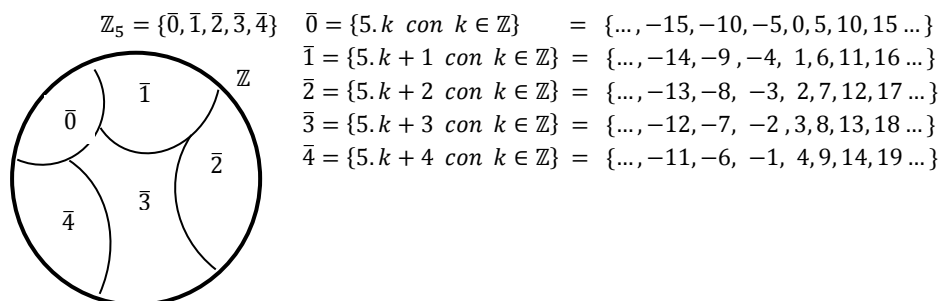 ℤ₅ = {0̅, 1̅, 2̅, 3̅, 4̅} 0̅ = {5. k con k ∈ ℤ} = {…, −15, −10, −5, 0, 5, 10, 15 …}
1̅ = {5. k + 1 con k ∈ ℤ} = {…, −14, −9 , −4, 1,6, 11, 16 …}
2̅ = {5. k + 2 con k ∈ ℤ} = {…, −13, −8, −3, 2,7, 12, 17 …}
3̅ = {5. k + 3 con k ∈ ℤ} = {…, −12, −7, −2 , 3, 8, 13, 18 …}
4̅ = {5. k + 4 con k ∈ ℤ} = {…, −11, −6, −1, 4, 9, 14, 19 …}
ℤ
1̅
0̅
2̅
3̅
4̅